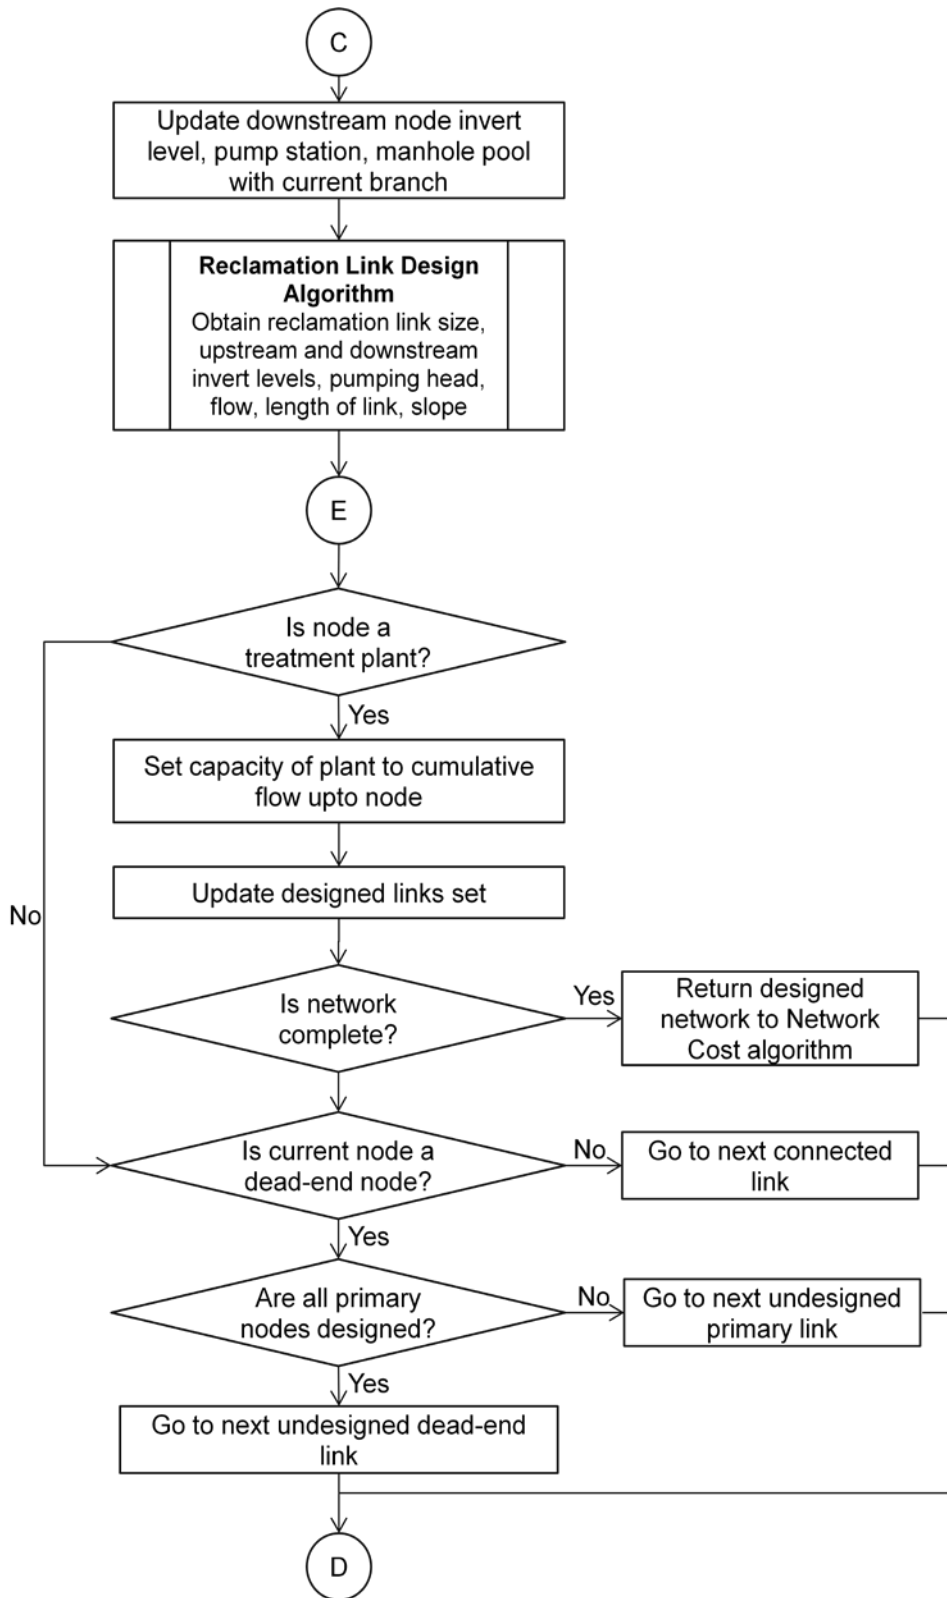 C
Update downstream node invert
level, pump station, manhole pool
with current branch
Reclamation Link Design
Algorithm
Obtain reclamation link size,
upstream and downstream
invert levels, pumping head,
flow, length of link, slope
E
Is node a
treatment plant?
Yes
Set capacity of plant to cumulative
flow upto node
Update designed links set
No
Is network
complete?
Yes
Return designed
network to Network
Cost algorithm
Is current node a
dead-end node?
No
Go to next connected
link
Yes
Are all primary
nodes designed?
No
Go to next undesigned
primary link
Yes
Go to next undesigned dead-end
link
D